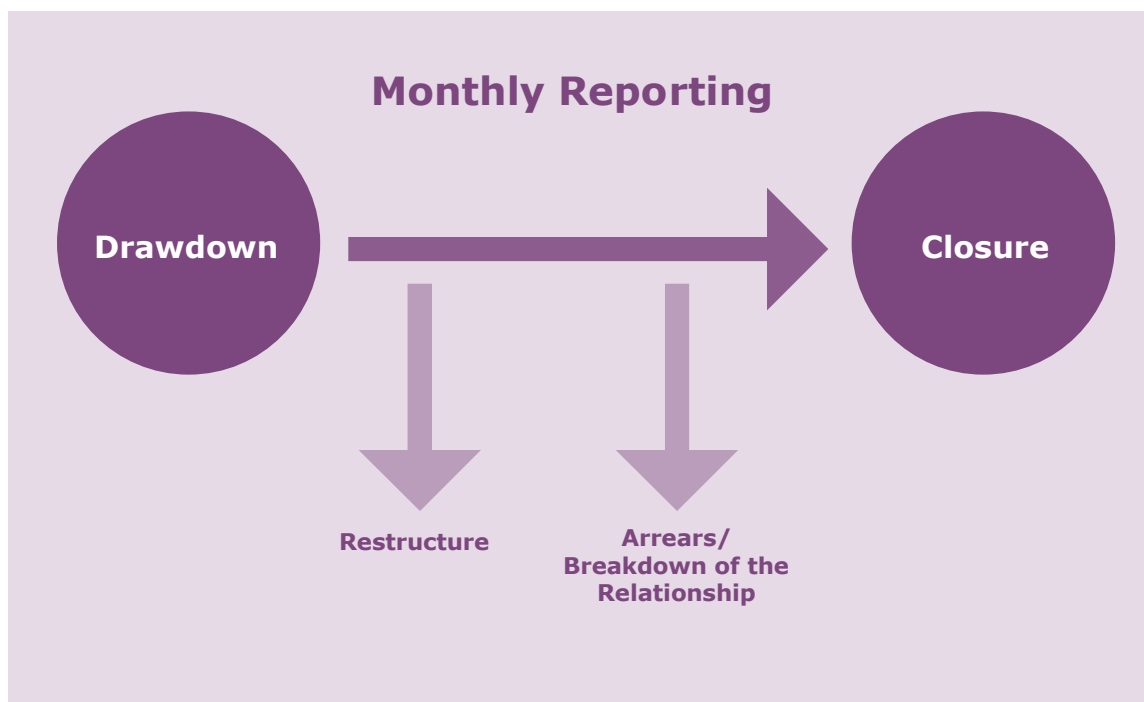 Monthly Reporting
Drawdown
Closure
Restructure
Arrears/
Breakdown of the
Relationship